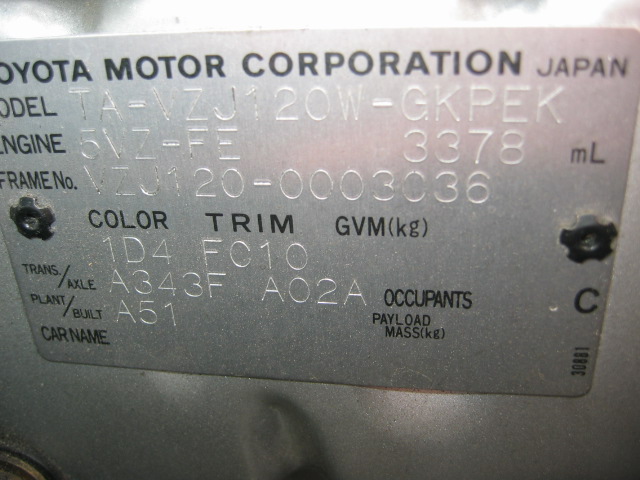 OYOTA MOTOR CORPORATION JAPAN
MODEL TA-VZJ120W-GKPEK
ENGINE 5VZ-FE 3378 mL
FRAME No. VZJ120-0003036
COLOR TRIM GVM(kg)
1D4 FC10
TRANS/AXLE A343F A02A OCCUPANTS C
PLANT/BUILT A51 PAYLOAD MASS(kg)
CAR NAME
30881